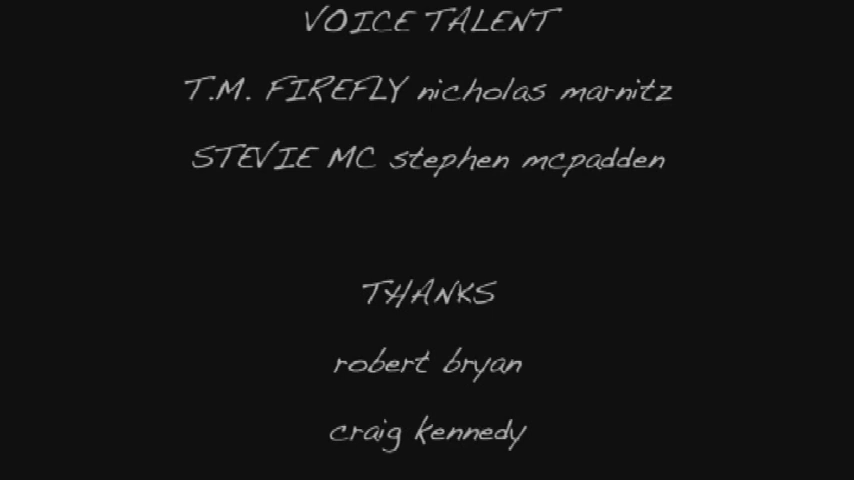 VOICE TALENT
T.M. FIREFLY nicholas marnitz
STEVIE MC stephen mcpadden
THANKS
robert bryan
craig kennedy